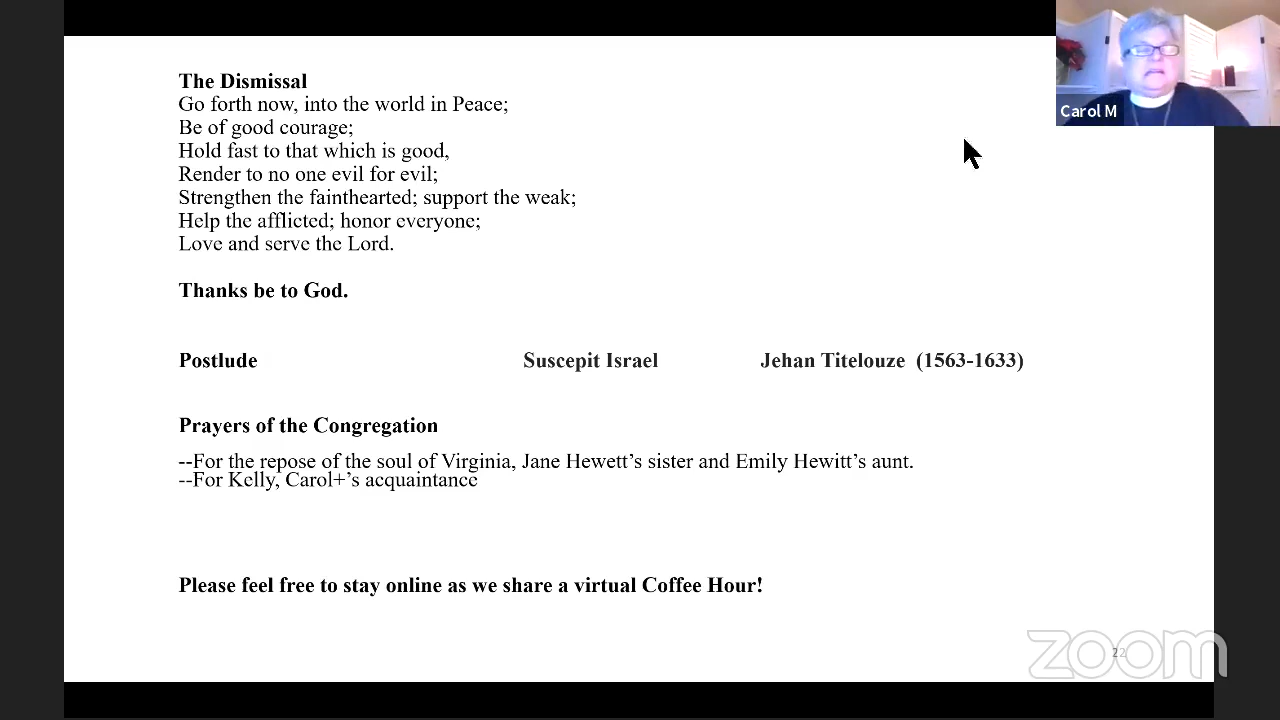 The Dismissal
Go forth now, into the world in Peace;
Be of good courage;
Hold fast to that which is good,
Render to no one evil for evil;
Strengthen the fainthearted; support the weak;
Help the afflicted; honor everyone;
Love and serve the Lord.
Thanks be to God.
Postlude Suscepit Israel Jehan Titelouze (1563-1633)
Prayers of the Congregation
--For the repose of the soul of Virginia, Jane Hewett’s sister and Emily Hewitt’s aunt.
--For Kelly, Carol+’s acquaintance
Please feel free to stay online as we share a virtual Coffee Hour!
Carol M
zoom
22